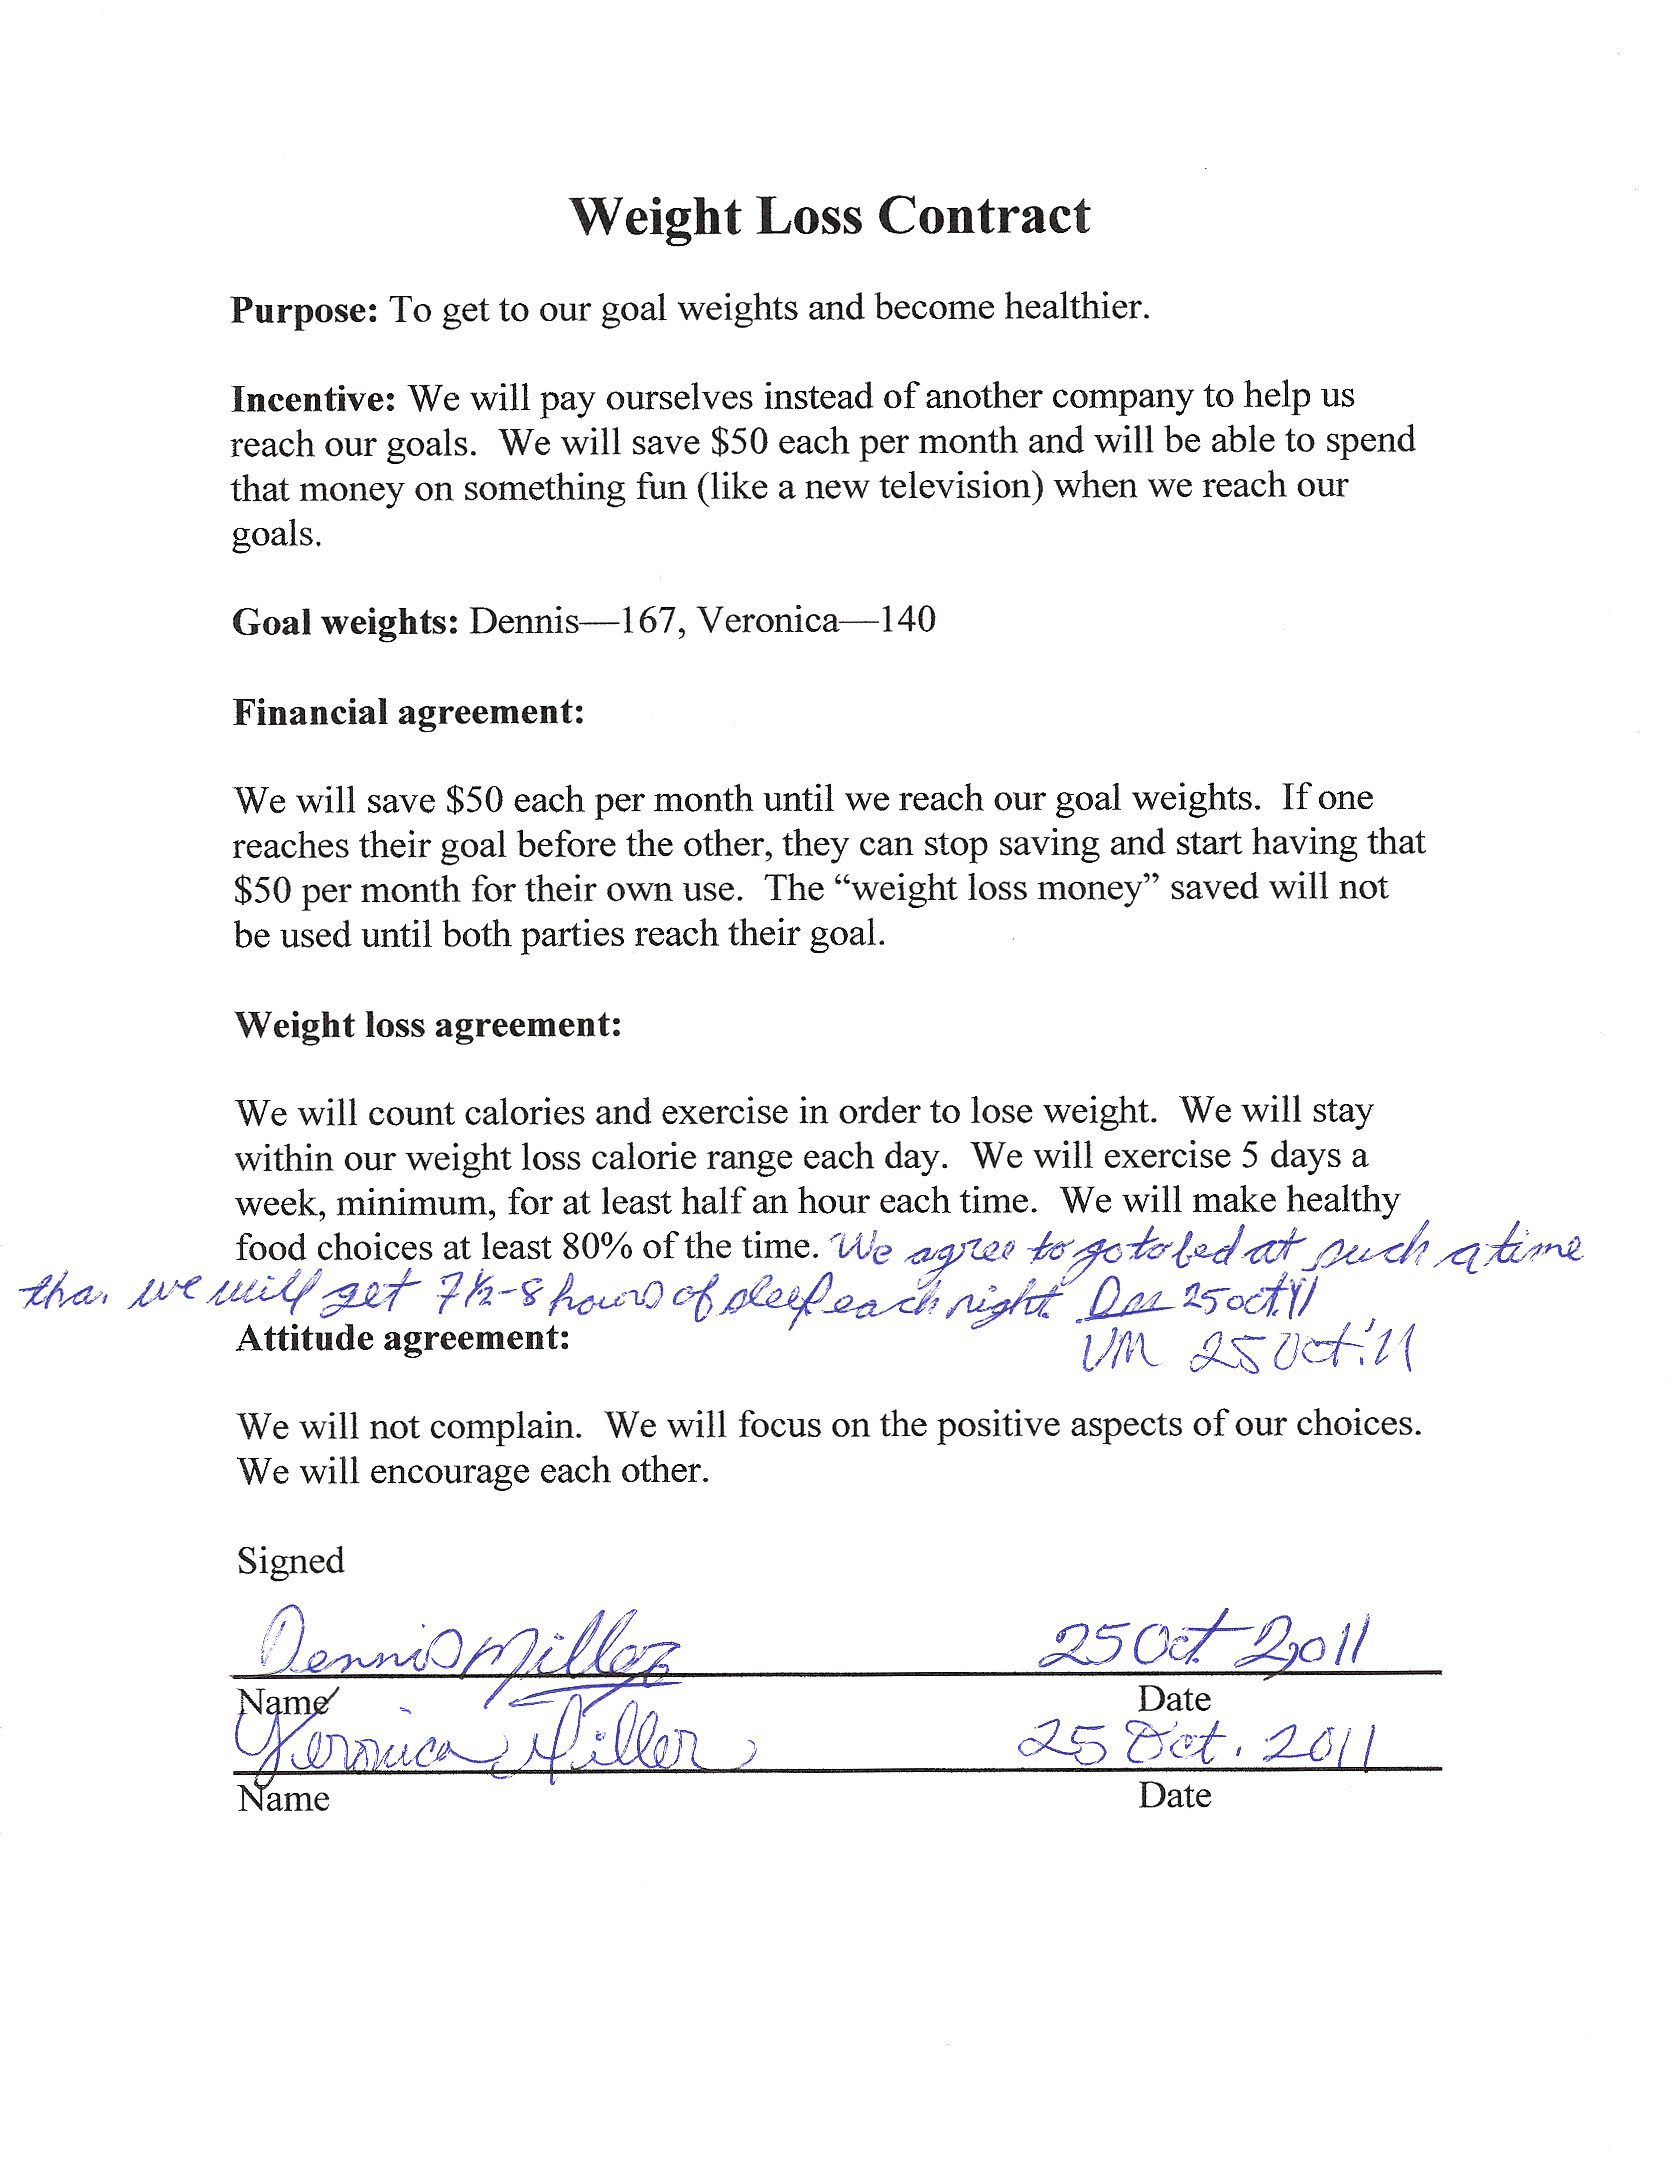 Weight Loss Contract
Purpose: To get to our goal weights and become healthier.
Incentive: We will pay ourselves instead of another company to help us
reach our goals. We will save $50 each per month and will be able to spend
that money on something fun (like a new television) when we reach our
goals.
Goal weights: Dennis—167, Veronica—140
Financial agreement:
We will save $50 each per month until we reach our goal weights. If one
reaches their goal before the other, they can stop saving and start having that
$50 per month for their own use. The “weight loss money” saved will not
be used until both parties reach their goal.
Weight loss agreement:
We will count calories and exercise in order to lose weight. We will stay
within our weight loss calorie range each day. We will exercise 5 days a
week, minimum, for at least half an hour each time. We will make healthy
food choices at least 80% of the time. We agree to go to bed at such a time
tha. we will get 7½-8 hours of sleep each night. 25 oct. '11
Attitude agreement:
VM 25 Oct. '11
We will not complain. We will focus on the positive aspects of our choices.
We will encourage each other.
Signed
Dennis Miller 25 Oct 2011
Name Date
Veronica Miller 25 Oct. 2011
Name Date